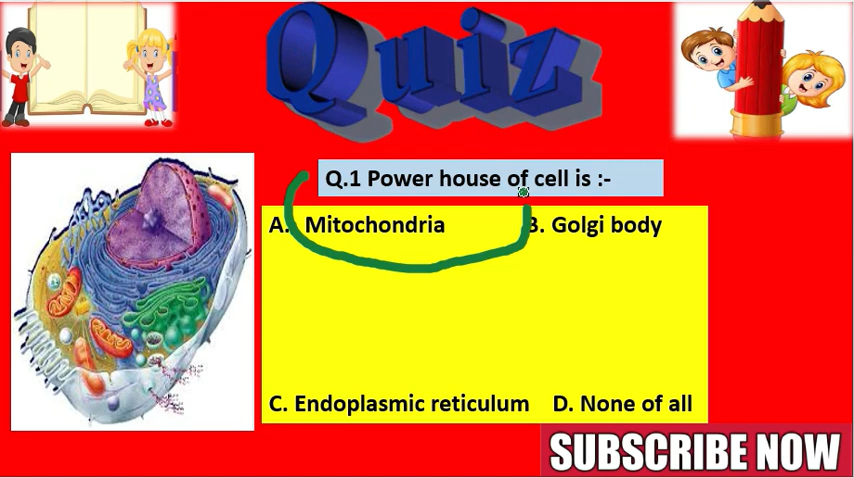 Quiz
Q.1 Power house of cell is :-
A. Mitochondria B. Golgi body
C. Endoplasmic reticulum D. None of all
SUBSCRIBE NOW